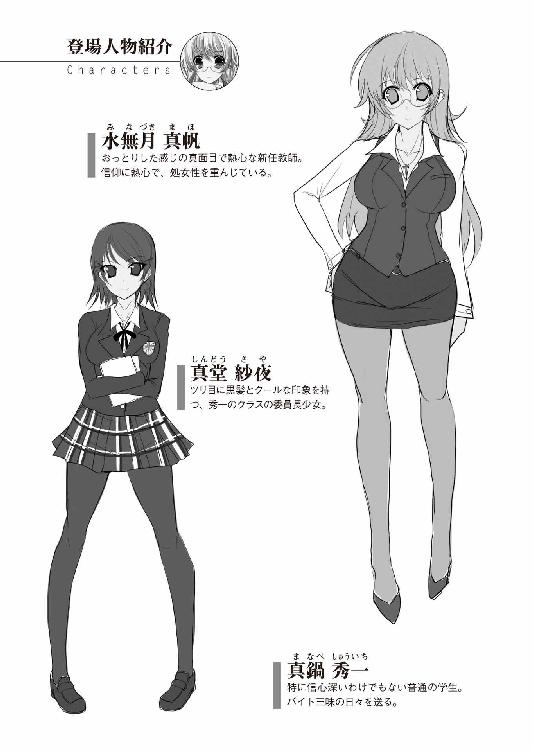 登場人物紹介
Characters
みなづき まほ
水無月 真帆
おっとりした感じの真面目で熱心な新任教師。
信仰に熱心で、処女性を重んじている。
しんどう さや
真堂 紗夜
ツリ目に黒髪とクールな印象を持
つ、秀一のクラスの委員長少女。
まなべ しゅういち
真鍋 秀一
特に信心深いわけでもない普通の学生。
バイト三昧の日々を送る。